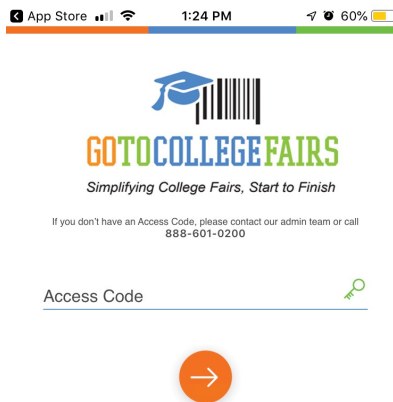 App Store 1:24 PM 60%
GOTOCOLLEGEFAIRS
Simplifying College Fairs, Start to Finish
If you don't have an Access Code, please contact our admin team or call
888-601-0200
Access Code